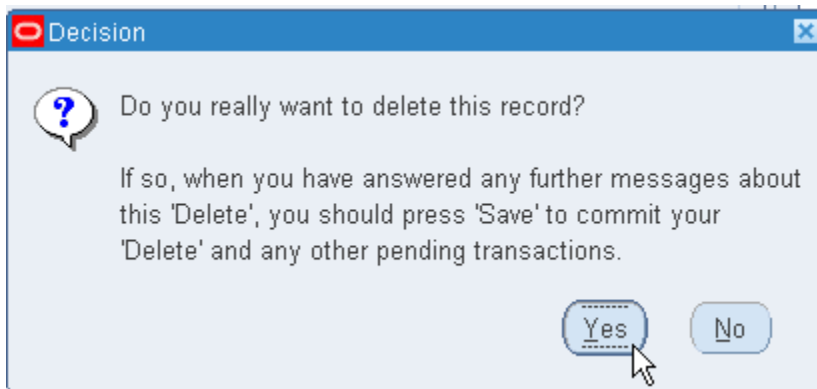 Decision
Do you really want to delete this record?
If so, when you have answered any further messages about
this 'Delete', you should press 'Save' to commit your
'Delete' and any other pending transactions.
Yes No